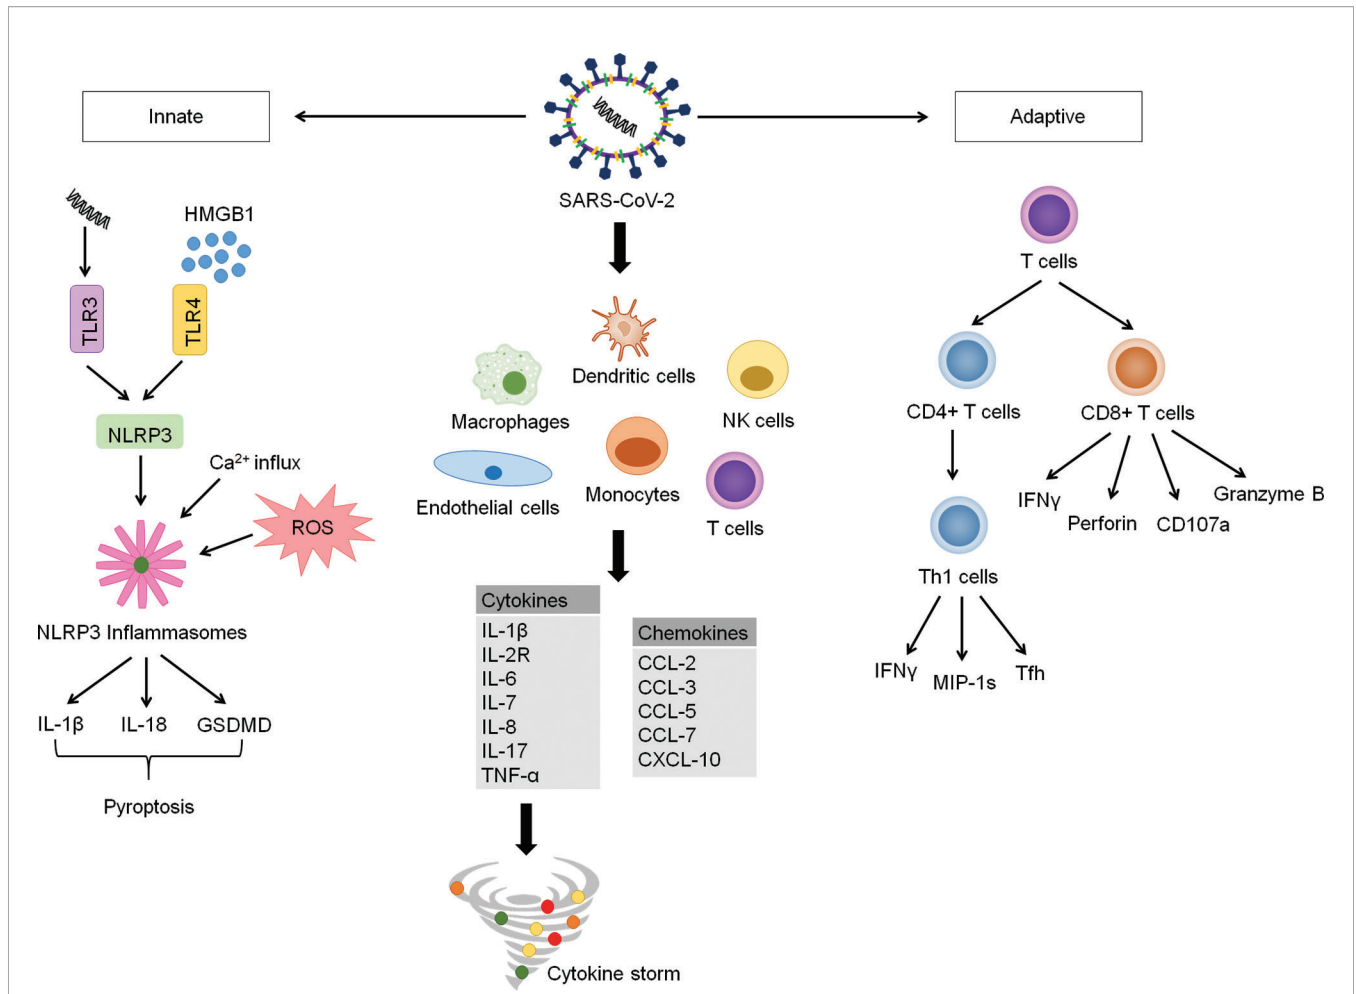 Innate
SARS-CoV-2
Adaptive
HMGB1
TLR3
TLR4
NLRP3
Ca²⁺ influx
ROS
NLRP3 Inflammasomes
IL-1β
IL-18
GSDMD
Pyroptosis
Dendritic cells
Macrophages
NK cells
Endothelial cells
Monocytes
T cells
Cytokines
IL-1β
IL-2R
IL-6
IL-7
IL-8
IL-17
TNF-α
Chemokines
CCL-2
CCL-3
CCL-5
CCL-7
CXCL-10
Cytokine storm
T cells
CD4+ T cells
CD8+ T cells
IFNγ
Perforin
CD107a
Granzyme B
Th1 cells
IFNγ
MIP-1s
Tfh